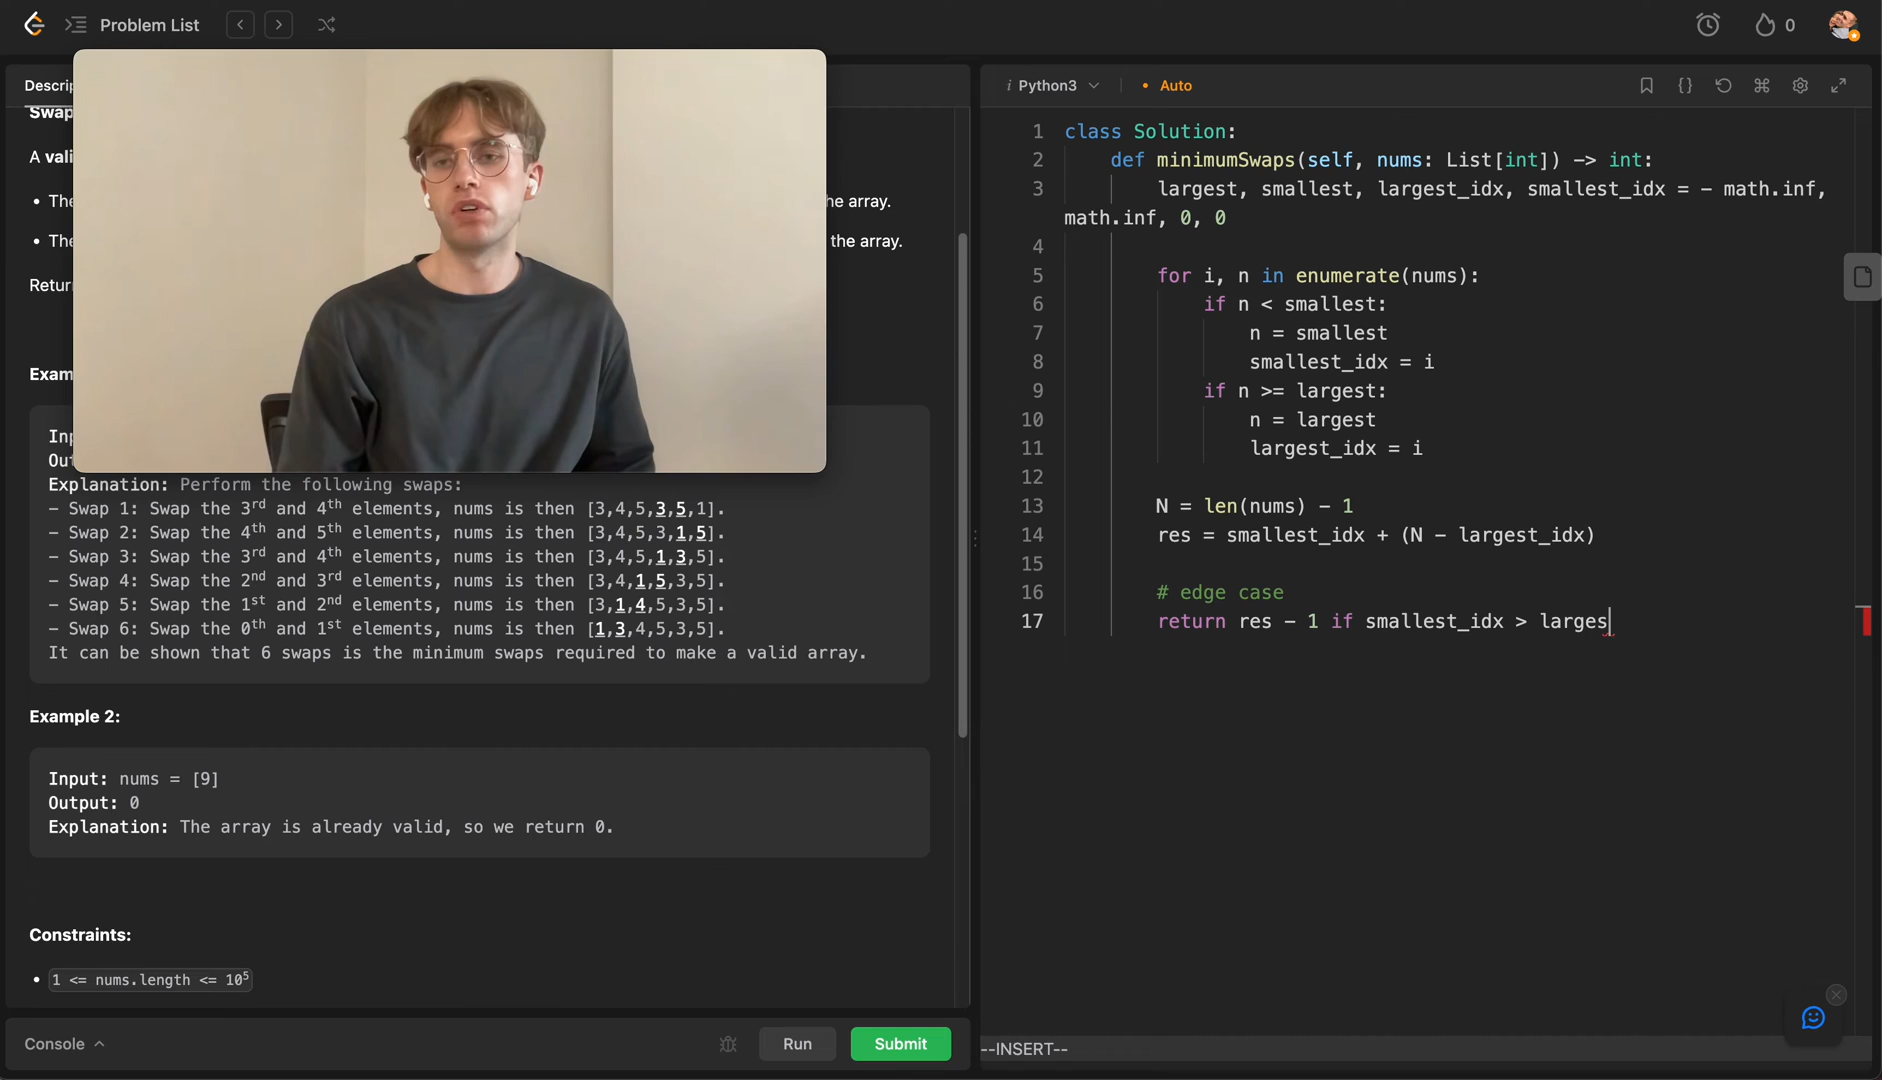 Problem List
0
Descrip
Python3
Auto
Swap
A vali
The
he array.
The
the array.
Retur
Exam
Inp
Out
Explanation: Perform the following swaps:
- Swap 1: Swap the 3rd and 4th elements, nums is then [3,4,5,3,5,1].
- Swap 2: Swap the 4th and 5th elements, nums is then [3,4,5,3,1,5].
- Swap 3: Swap the 3rd and 4th elements, nums is then [3,4,5,1,3,5].
- Swap 4: Swap the 2nd and 3rd elements, nums is then [3,4,1,5,3,5].
- Swap 5: Swap the 1st and 2nd elements, nums is then [3,1,4,5,3,5].
- Swap 6: Swap the 0th and 1st elements, nums is then [1,3,4,5,3,5].
It can be shown that 6 swaps is the minimum swaps required to make a valid array.
Example 2:
Input: nums = [9]
Output: 0
Explanation: The array is already valid, so we return 0.
Constraints:
1 <= nums.length <= 10^5
Console
Run
Submit
1 class Solution:
2 def minimumSwaps(self, nums: List[int]) -> int:
3 largest, smallest, largest_idx, smallest_idx = - math.inf,
math.inf, 0, 0
4
5 for i, n in enumerate(nums):
6 if n < smallest:
7 n = smallest
8 smallest_idx = i
9 if n >= largest:
10 n = largest
11 largest_idx = i
12
13 N = len(nums) - 1
14 res = smallest_idx + (N - largest_idx)
15
16 # edge case
17 return res - 1 if smallest_idx > larges
--INSERT--